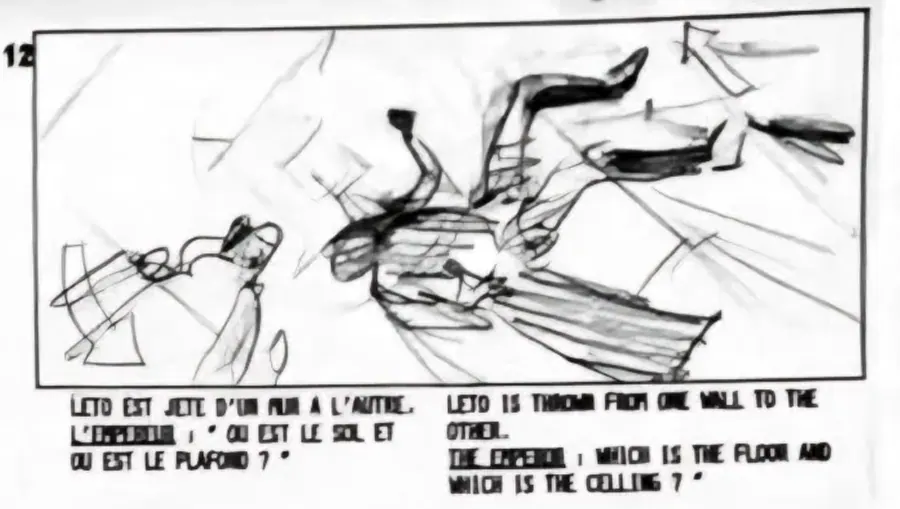 12
LETO EST JETE D'UN MUR A L'AUTRE.
L'EMPEREUR : " OU EST LE SOL ET
OU EST LE PLAFOND ? "
LETO IS THROWN FROM ONE WALL TO THE
OTHER.
THE EMPEROR : WHICH IS THE FLOOR AND
WHICH IS THE CEILLING ? "